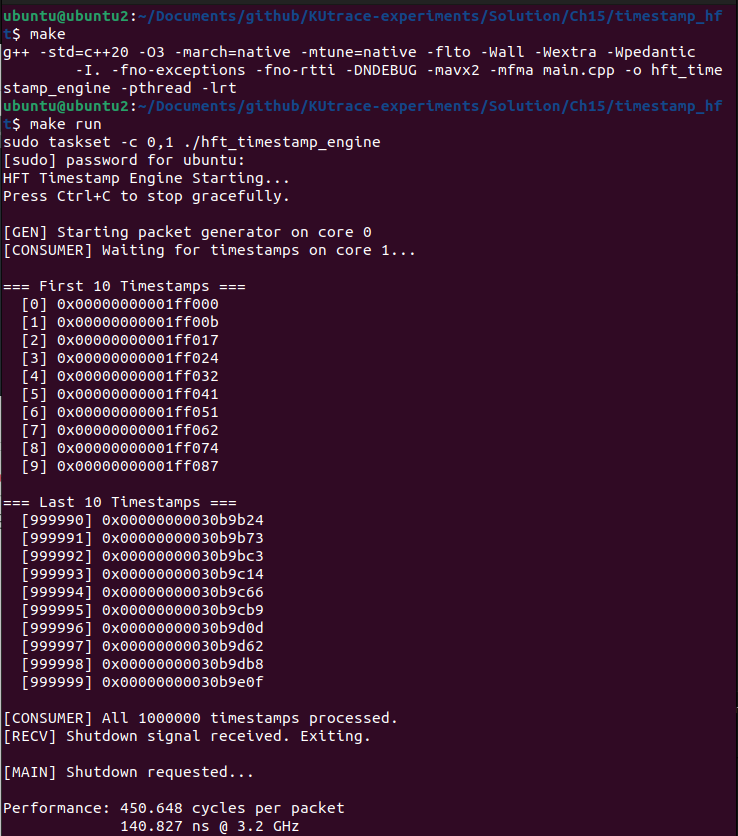 ubuntu@ubuntu2:~/Documents/github/KUtrace-experiments/Solution/Ch15/timestamp_hf
t$ make
g++ -std=c++20 -O3 -march=native -mtune=native -flto -Wall -Wextra -Wpedantic
        -I. -fno-exceptions -fno-rtti -DNDEBUG -mavx2 -mfma main.cpp -o hft_time
stamp_engine -pthread -lrt
ubuntu@ubuntu2:~/Documents/github/KUtrace-experiments/Solution/Ch15/timestamp_hf
t$ make run
sudo taskset -c 0,1 ./hft_timestamp_engine
[sudo] password for ubuntu:
HFT Timestamp Engine Starting...
Press Ctrl+C to stop gracefully.

[GEN] Starting packet generator on core 0
[CONSUMER] Waiting for timestamps on core 1...

=== First 10 Timestamps ===
  [0] 0x00000000001ff000
  [1] 0x00000000001ff00b
  [2] 0x00000000001ff017
  [3] 0x00000000001ff024
  [4] 0x00000000001ff032
  [5] 0x00000000001ff041
  [6] 0x00000000001ff051
  [7] 0x00000000001ff062
  [8] 0x00000000001ff074
  [9] 0x00000000001ff087

=== Last 10 Timestamps ===
  [999990] 0x00000000030b9b24
  [999991] 0x00000000030b9b73
  [999992] 0x00000000030b9bc3
  [999993] 0x00000000030b9c14
  [999994] 0x00000000030b9c66
  [999995] 0x00000000030b9cb9
  [999996] 0x00000000030b9d0d
  [999997] 0x00000000030b9d62
  [999998] 0x00000000030b9db8
  [999999] 0x00000000030b9e0f

[CONSUMER] All 1000000 timestamps processed.
[RECV] Shutdown signal received. Exiting.

[MAIN] Shutdown requested...

Performance: 450.648 cycles per packet
             140.827 ns @ 3.2 GHz